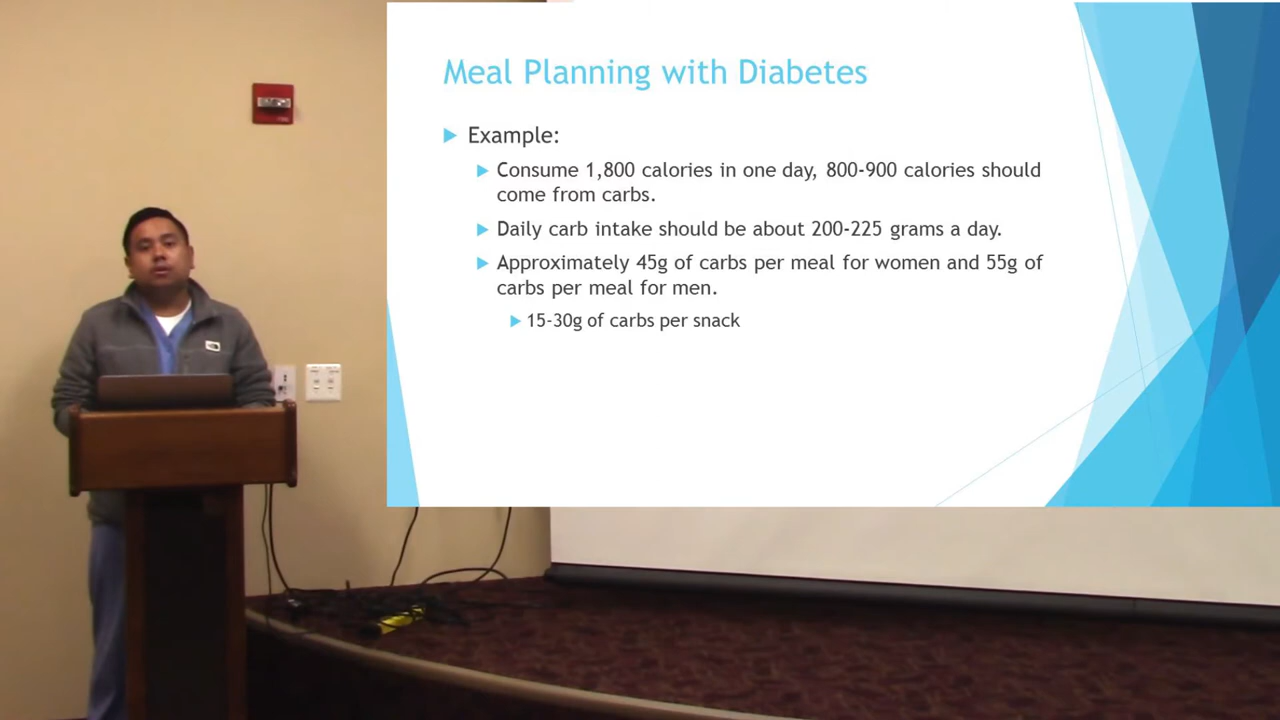 Meal Planning with Diabetes
Example:
Consume 1,800 calories in one day, 800-900 calories should
come from carbs.
Daily carb intake should be about 200-225 grams a day.
Approximately 45g of carbs per meal for women and 55g of
carbs per meal for men.
15-30g of carbs per snack